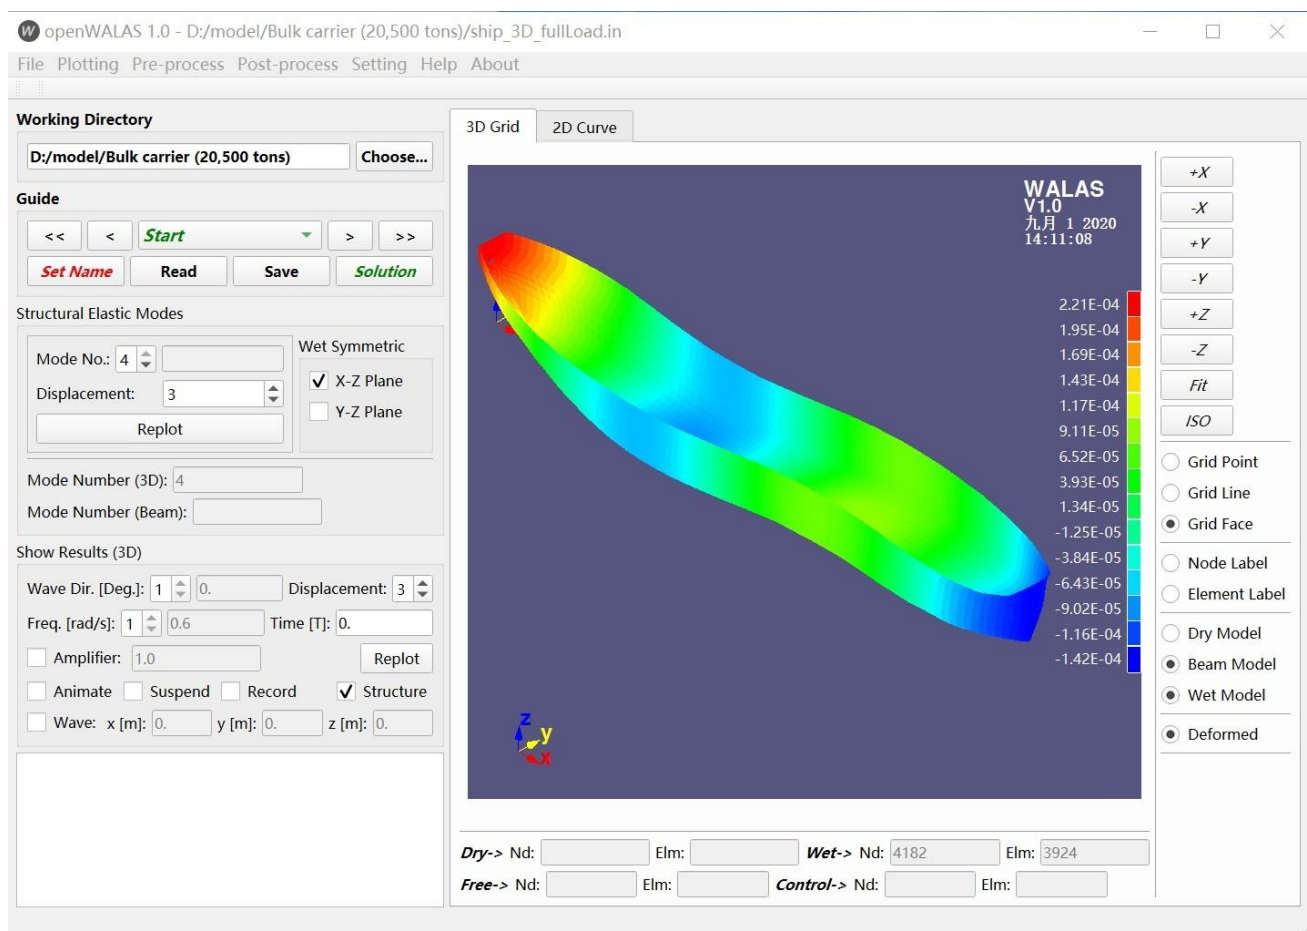 openWALAS 1.0 - D:/model/Bulk carrier (20,500 tons)/ship_3D_fullLoad.in
File Plotting Pre-process Post-process Setting Help About
Working Directory
D:/model/Bulk carrier (20,500 tons) Choose...
Guide
<< < Start > >>
Set Name Read Save Solution
Structural Elastic Modes
Mode No.: 4
Displacement: 3
Replot
Wet Symmetric
X-Z Plane
Y-Z Plane
Mode Number (3D): 4
Mode Number (Beam):
Show Results (3D)
Wave Dir. [Deg.]: 1 0. Displacement: 3
Freq. [rad/s]: 1 0.6 Time [T]: 0.
Amplifier: 1.0 Replot
Animate Suspend Record Structure
Wave: x [m]: 0. y [m]: 0. z [m]: 0.
3D Grid 2D Curve
WALAS
V1.0
九月 1 2020
14:11:08
2.21E-04
1.95E-04
1.69E-04
1.43E-04
1.17E-04
9.11E-05
6.52E-05
3.93E-05
1.34E-05
-1.25E-05
-3.84E-05
-6.43E-05
-9.02E-05
-1.16E-04
-1.42E-04
z
y
x
Dry-> Nd: Elm: Wet-> Nd: 4182 Elm: 3924
Free-> Nd: Elm: Control-> Nd: Elm:
+X
-X
+Y
-Y
+Z
-Z
Fit
ISO
Grid Point
Grid Line
Grid Face
Node Label
Element Label
Dry Model
Beam Model
Wet Model
Deformed